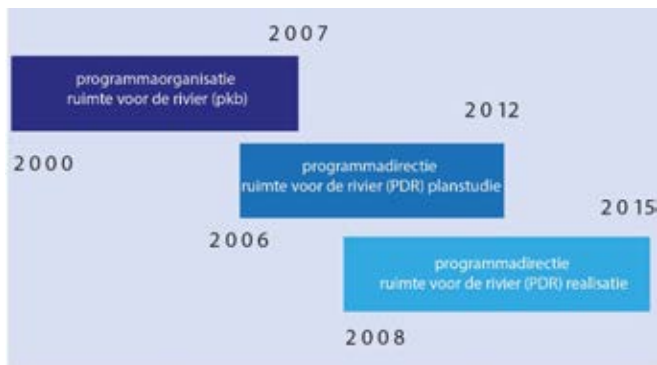 2007
programmaorganisatie
ruimte voor de rivier (pkb)
2012
2000
programmadirectie
ruimte voor de rivier (PDR) planstudie
2015
2006
programmadirectie
ruimte voor de rivier (PDR) realisatie
2008